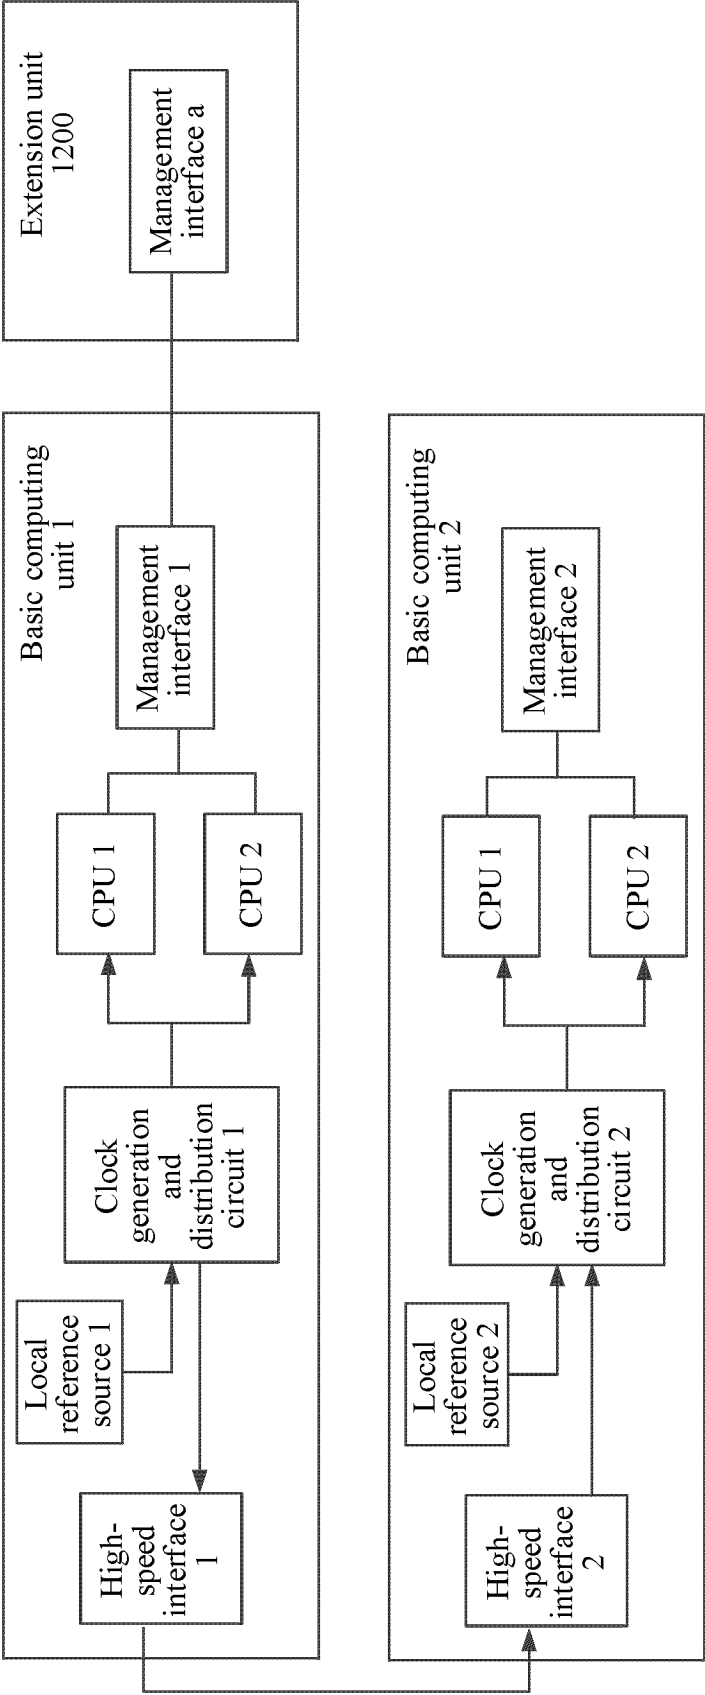 Extension unit
1200
Management
interface a
Basic computing
unit 1
Management
interface 1
CPU 1
CPU 2
Clock
generation
and
distribution
circuit 1
Local
reference
source 1
High-
speed
interface
1
Basic computing
unit 2
Management
interface 2
CPU 1
CPU 2
Clock
generation
and
distribution
circuit 2
Local
reference
source 2
High-
speed
interface
2